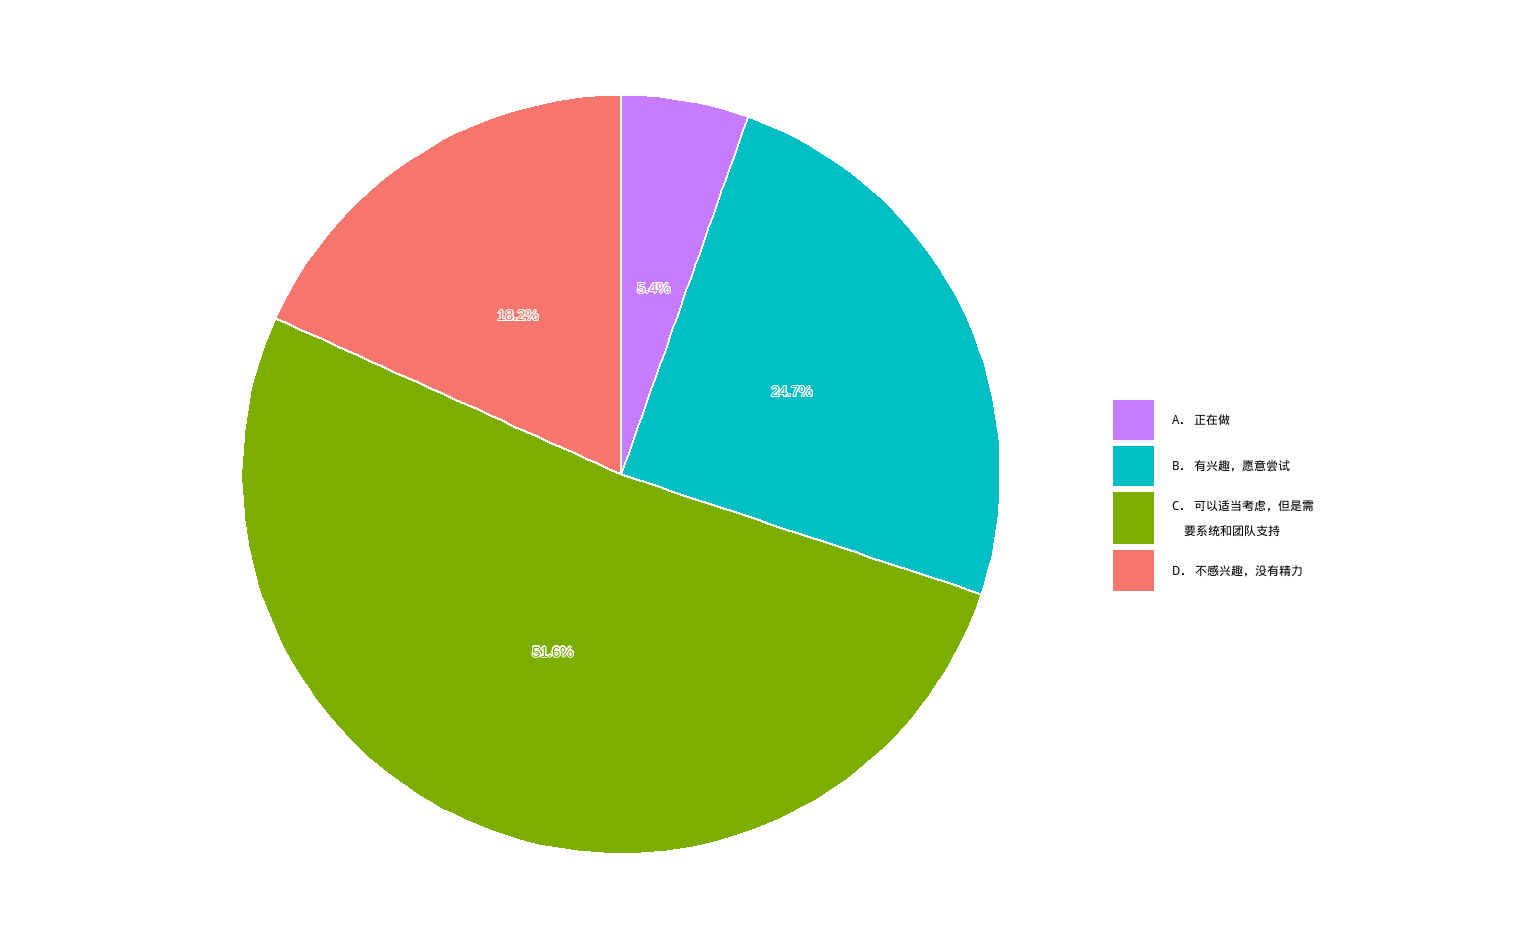 5.4%
18.2%
24.7%
51.6%
A. 正在做
B. 有兴趣，愿意尝试
C. 可以适当考虑，但是需
要系统和团队支持
D. 不感兴趣，没有精力